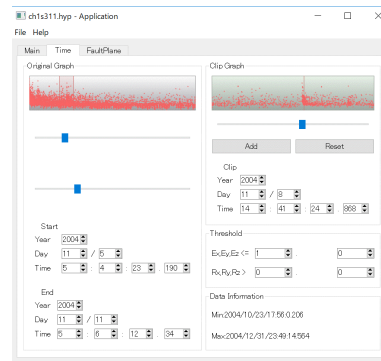 ch1s311.hyp - Application
File Help
Main Time FaultPlane
Original Graph
Start
Year 2004
Day 11 / 5
Time 5 : 4 : 23 . 190
End
Year 2004
Day 11 / 11
Time 5 : 6 : 12 . 34
Clip Graph
Add Reset
Clip
Year 2004
Day 11 / 8
Time 14 : 41 : 24 . 868
Threshold
Ex,Ey,Ez <= 1 . 0
Rx,Ry,Rz > 0 . 0
Data Information
Min:2004/10/23/17:56:0.206
Max:2004/12/31/23:49:14.564